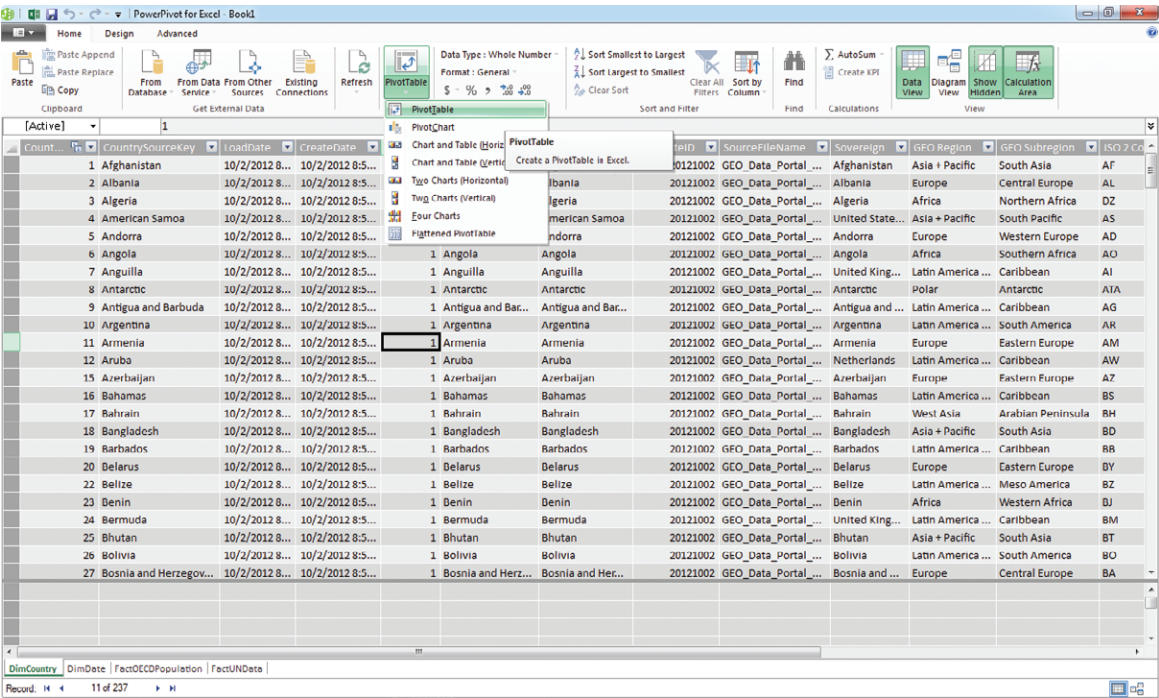 PowerPivot for Excel - Book1
Home Design Advanced
Paste
Paste Append
Paste Replace
Copy
Clipboard
From Database
From Data Service
From Other Sources
Existing Connections
Get External Data
Refresh
PivotTable
Data Type : Whole Number
Format : General
$ % ,
Sort Smallest to Largest
Sort Largest to Smallest
Clear Sort
Clear All Filters
Sort by Column
Sort and Filter
Find
Find
AutoSum
Create KPI
Calculations
Data View
Diagram View
Show Hidden
Calculation Area
View
PivotTable
PivotChart
Chart and Table (Horiz
Chart and Table (Vertic
Two Charts (Horizontal)
Two Charts (Vertical)
Four Charts
Flattened PivotTable
PivotTable
Create a PivotTable in Excel.
[Active] 1
Count... CountrySourceKey LoadDate CreateDate teID SourceFileName Sovereign GEO Region GEO Subregion ISO 2 Co
1 Afghanistan 10/2/2012 8... 10/2/2012 8:5... 20121002 GEO_Data_Portal_... Afghanistan Asia + Pacific South Asia AF
2 Albania 10/2/2012 8... 10/2/2012 8:5... lbania 20121002 GEO_Data_Portal_... Albania Europe Central Europe AL
3 Algeria 10/2/2012 8... 10/2/2012 8:5... lgeria 20121002 GEO_Data_Portal_... Algeria Africa Northern Africa DZ
4 American Samoa 10/2/2012 8... 10/2/2012 8:5... merican Samoa 20121002 GEO_Data_Portal_... United State... Asia + Pacific South Pacific AS
5 Andorra 10/2/2012 8... 10/2/2012 8:5... ndorra 20121002 GEO_Data_Portal_... Andorra Europe Western Europe AD
6 Angola 10/2/2012 8... 10/2/2012 8:5... 1 Angola Angola 20121002 GEO_Data_Portal_... Angola Africa Southern Africa AO
7 Anguilla 10/2/2012 8... 10/2/2012 8:5... 1 Anguilla Anguilla 20121002 GEO_Data_Portal_... United King... Latin America ... Caribbean AI
8 Antarctic 10/2/2012 8... 10/2/2012 8:5... 1 Antarctic Antarctic 20121002 GEO_Data_Portal_... Antarctic Polar Antarctic ATA
9 Antigua and Barbuda 10/2/2012 8... 10/2/2012 8:5... 1 Antigua and Bar... Antigua and Bar... 20121002 GEO_Data_Portal_... Antigua and ... Latin America ... Caribbean AG
10 Argentina 10/2/2012 8... 10/2/2012 8:5... 1 Argentina Argentina 20121002 GEO_Data_Portal_... Argentina Latin America ... South America AR
11 Armenia 10/2/2012 8... 10/2/2012 8:5... 1 Armenia Armenia 20121002 GEO_Data_Portal_... Armenia Europe Eastern Europe AM
12 Aruba 10/2/2012 8... 10/2/2012 8:5... 1 Aruba Aruba 20121002 GEO_Data_Portal_... Netherlands Latin America ... Caribbean AW
15 Azerbaijan 10/2/2012 8... 10/2/2012 8:5... 1 Azerbaijan Azerbaijan 20121002 GEO_Data_Portal_... Azerbaijan Europe Eastern Europe AZ
16 Bahamas 10/2/2012 8... 10/2/2012 8:5... 1 Bahamas Bahamas 20121002 GEO_Data_Portal_... Bahamas Latin America ... Caribbean BS
17 Bahrain 10/2/2012 8... 10/2/2012 8:5... 1 Bahrain Bahrain 20121002 GEO_Data_Portal_... Bahrain West Asia Arabian Peninsula BH
18 Bangladesh 10/2/2012 8... 10/2/2012 8:5... 1 Bangladesh Bangladesh 20121002 GEO_Data_Portal_... Bangladesh Asia + Pacific South Asia BD
19 Barbados 10/2/2012 8... 10/2/2012 8:5... 1 Barbados Barbados 20121002 GEO_Data_Portal_... Barbados Latin America ... Caribbean BB
20 Belarus 10/2/2012 8... 10/2/2012 8:5... 1 Belarus Belarus 20121002 GEO_Data_Portal_... Belarus Europe Eastern Europe BY
22 Belize 10/2/2012 8... 10/2/2012 8:5... 1 Belize Belize 20121002 GEO_Data_Portal_... Belize Latin America ... Meso America BZ
23 Benin 10/2/2012 8... 10/2/2012 8:5... 1 Benin Benin 20121002 GEO_Data_Portal_... Benin Africa Western Africa BJ
24 Bermuda 10/2/2012 8... 10/2/2012 8:5... 1 Bermuda Bermuda 20121002 GEO_Data_Portal_... United King... Latin America ... Caribbean BM
25 Bhutan 10/2/2012 8... 10/2/2012 8:5... 1 Bhutan Bhutan 20121002 GEO_Data_Portal_... Bhutan Asia + Pacific South Asia BT
26 Bolivia 10/2/2012 8... 10/2/2012 8:5... 1 Bolivia Bolivia 20121002 GEO_Data_Portal_... Bolivia Latin America ... South America BO
27 Bosnia and Herzegov... 10/2/2012 8... 10/2/2012 8:5... 1 Bosnia and Herz... Bosnia and Her... 20121002 GEO_Data_Portal_... Bosnia and ... Europe Central Europe BA
DimCountry DimDate FactOECDPopulation FactUNData
Record: 11 of 237